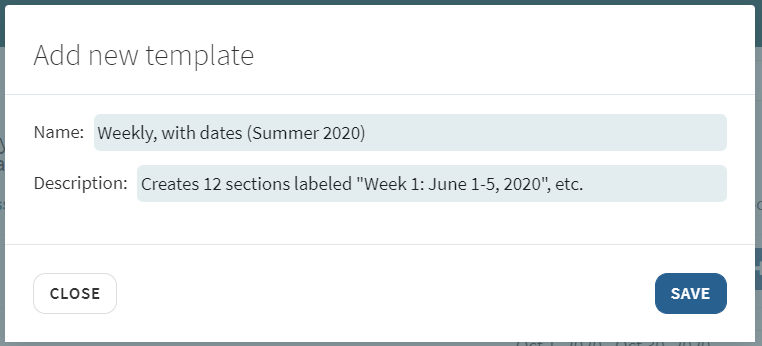 Add new template
Name: Weekly, with dates (Summer 2020)
Description: Creates 12 sections labeled "Week 1: June 1-5, 2020", etc.
CLOSE SAVE